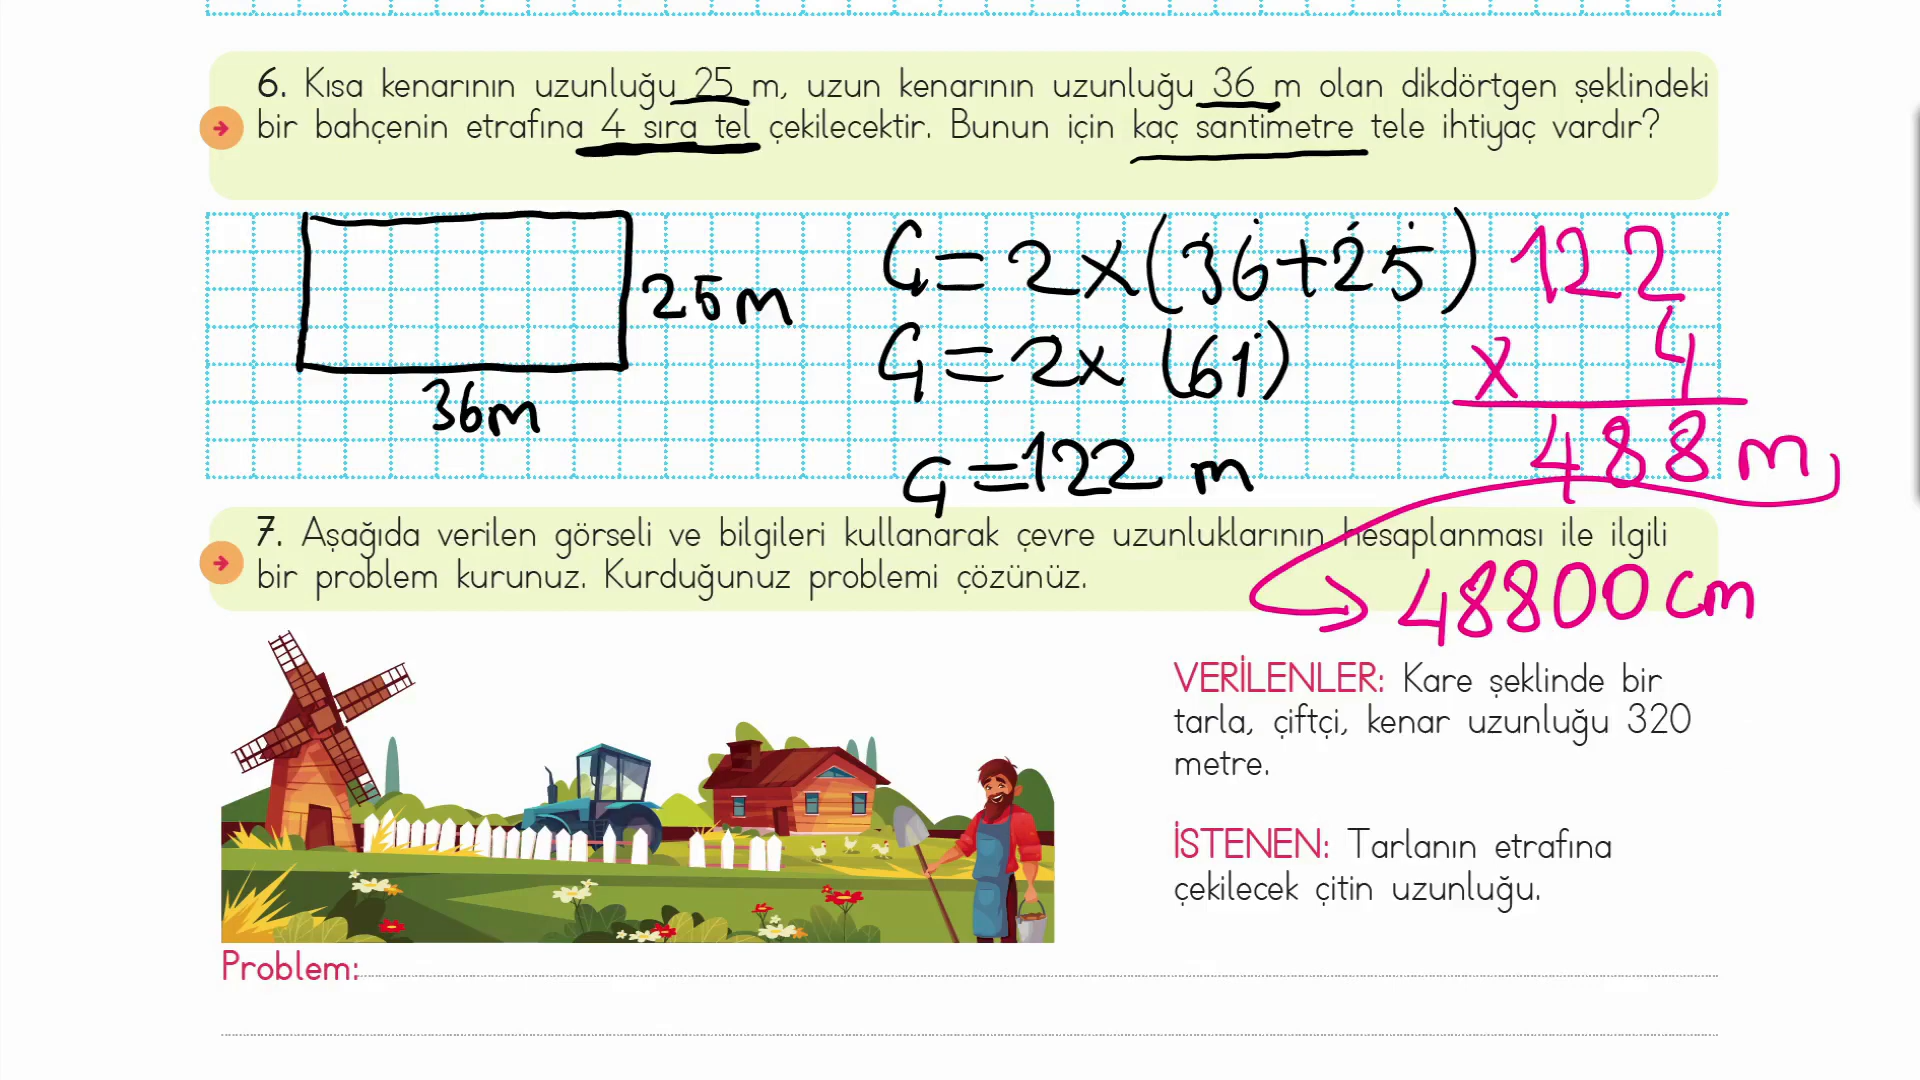 6. Kısa kenarının uzunluğu 25 m, uzun kenarının uzunluğu 36 m olan dikdörtgen şeklindeki
bir bahçenin etrafına 4 sıra tel çekilecektir. Bunun için kaç santimetre tele ihtiyaç vardır?
25m
36m
Ç=2x(36+25)
Ç=2x (61)
Ç=122 m
122
x 4
488 m
48800cm
7. Aşağıda verilen görseli ve bilgileri kullanarak çevre uzunluklarının hesaplanması ile ilgili
bir problem kurunuz. Kurduğunuz problemi çözünüz.
VERİLENLER: Kare şeklinde bir
tarla, çiftçi, kenar uzunluğu 320
metre.
İSTENEN: Tarlanın etrafına
çekilecek çitin uzunluğu.
Problem: